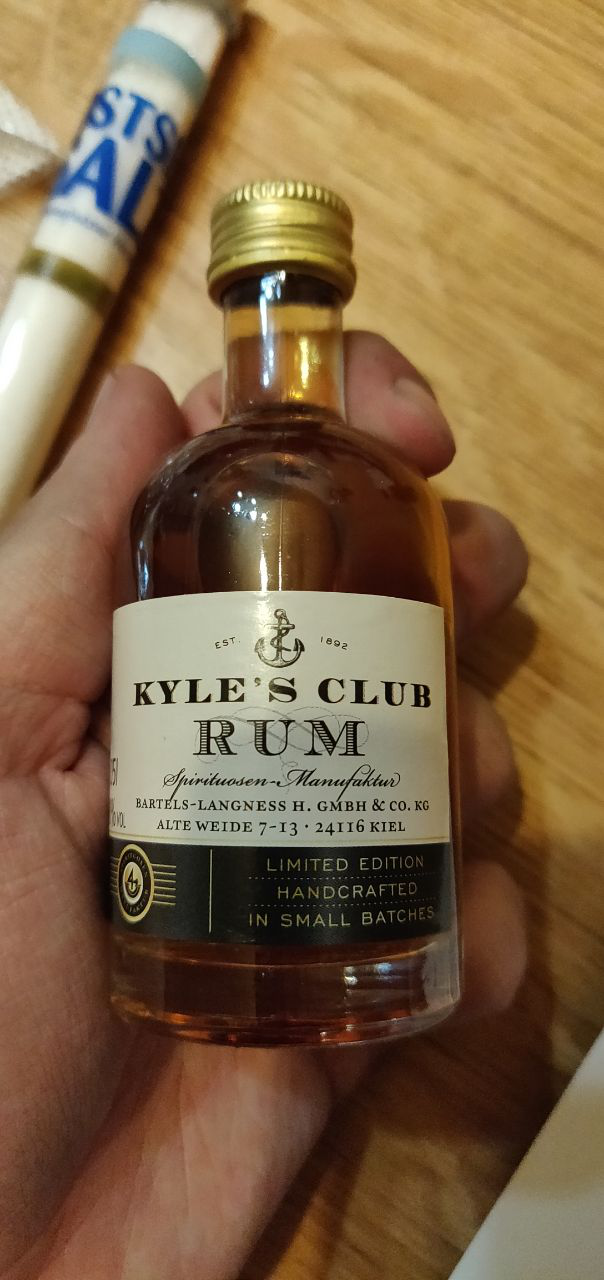 EST. 1892
KYLE'S CLUB
RUM
Spirituosen-Manufaktur
BARTELS-LANGNESS H. GMBH & CO. KG
ALTE WEIDE 7-13 · 24116 KIEL
VOL
LIMITED EDITION
HANDCRAFTED
IN SMALL BATCHES